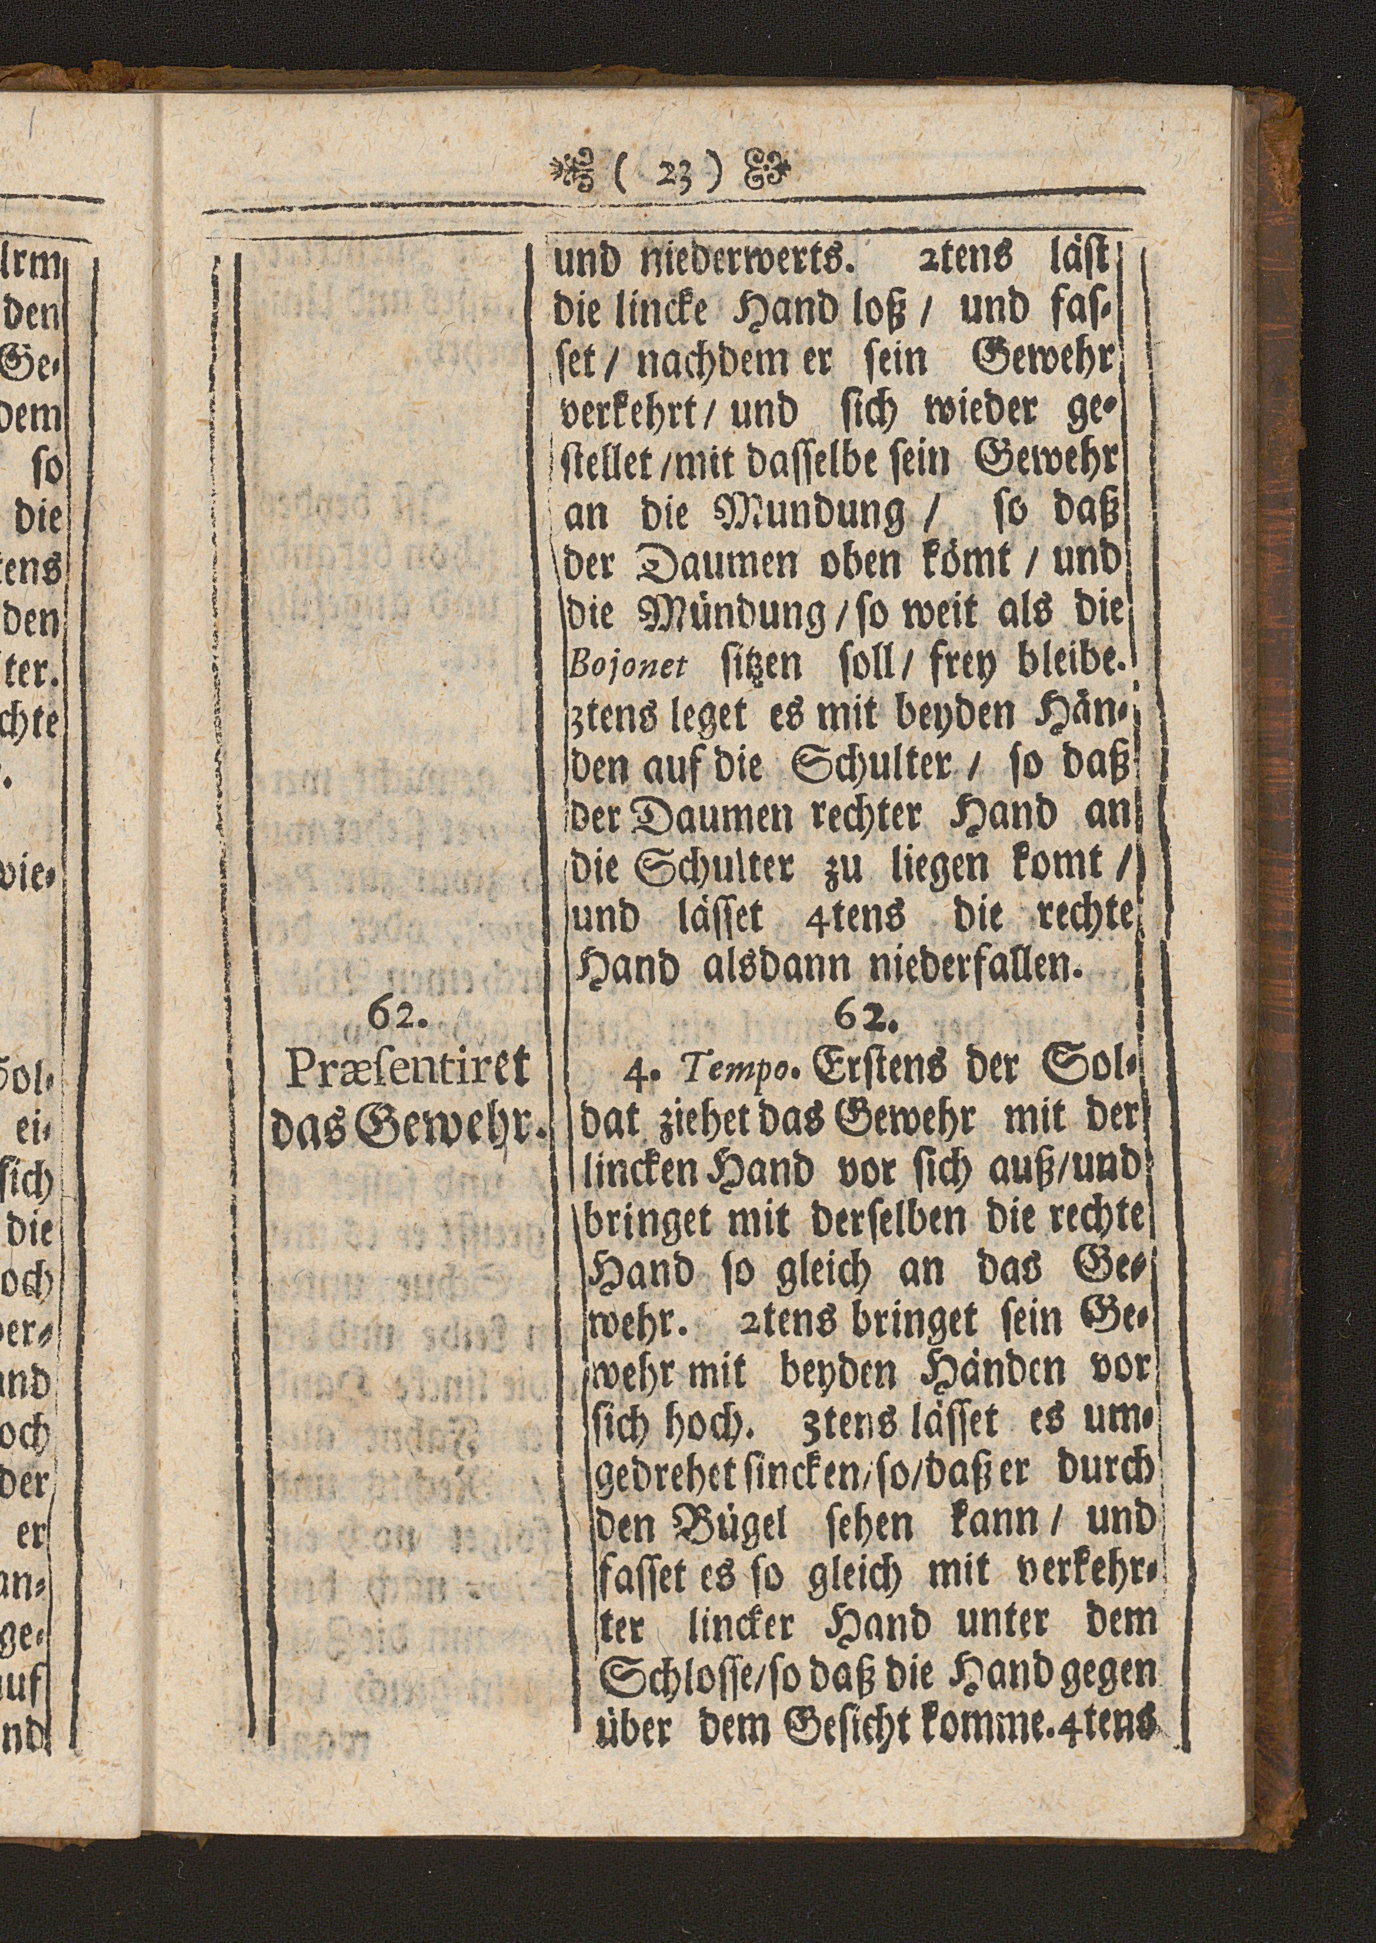 ( 23 )
und niederwerts. 2tens läst
die lincke Hand loß / und fas-
set / nachdem er sein Gewehr
verkehrt / und sich wieder ge-
stellet / mit dasselbe sein Gewehr
an die Mundung / so daß
der Daumen oben kömt / und
die Mündung / so weit als die
Bojonet sitzen soll / frey bleibe.
3tens leget es mit beyden Hän-
den auf die Schulter / so daß
der Daumen rechter Hand an
die Schulter zu liegen komt /
und lässet 4tens die rechte
Hand alsdann niederfallen.
62.
Præsentiret
das Gewehr.
62.
4. Tempo. Erstens der Sol-
dat ziehet das Gewehr mit der
lincken Hand vor sich auß / und
bringet mit derselben die rechte
Hand so gleich an das Ge-
wehr. 2tens bringet sein Ge-
wehr mit beyden Händen vor
sich hoch. 3tens lässet es um-
gedrehet sincken / so / daß er durch
den Bügel sehen kann / und
fasset es so gleich mit verkehr-
ter lincker Hand unter dem
Schlosse / so daß die Hand gegen
über dem Gesicht komme. 4tens